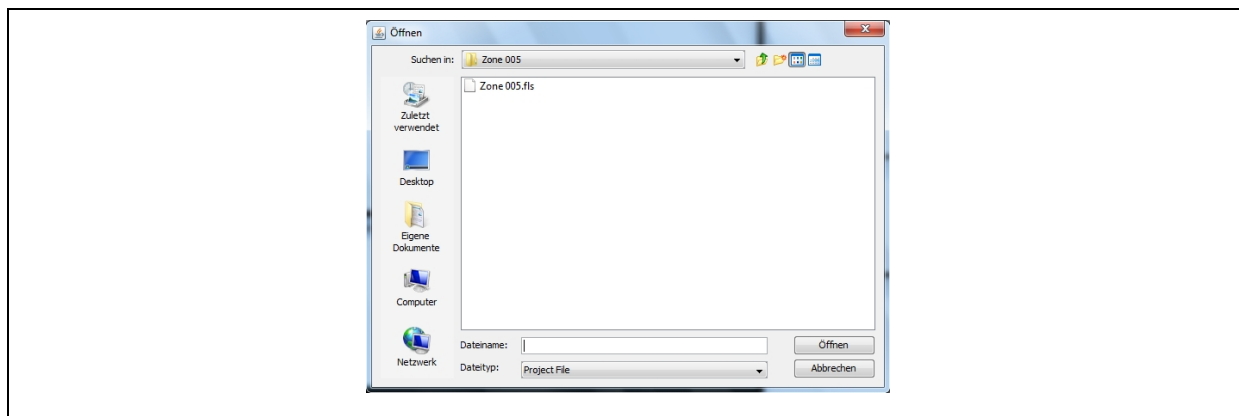 Öffnen
Suchen in: Zone 005
Zone 005.fls
Zuletzt
verwendet
Desktop
Eigene
Dokumente
Computer
Netzwerk
Dateiname:
Öffnen
Dateityp: Project File
Abbrechen